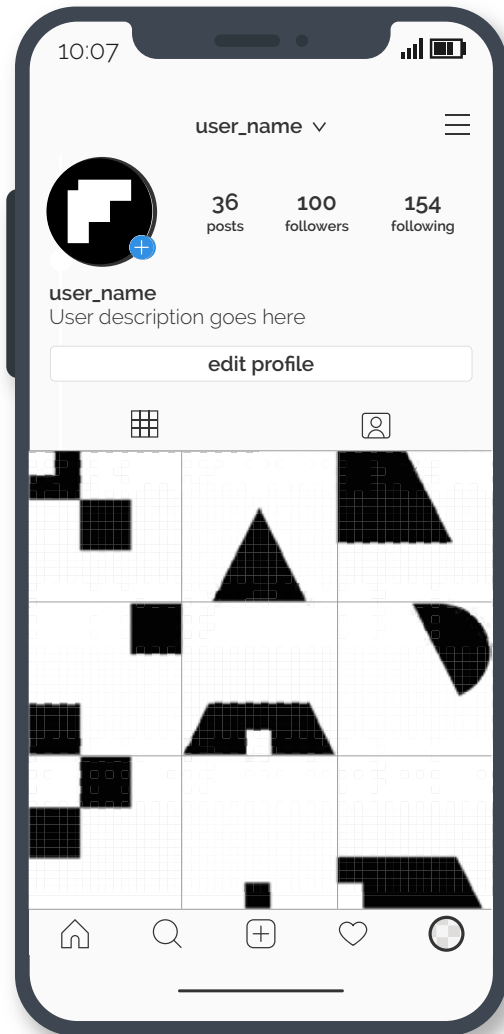 10:07
user_name
36 100 154
posts followers following
user_name
User description goes here
edit profile